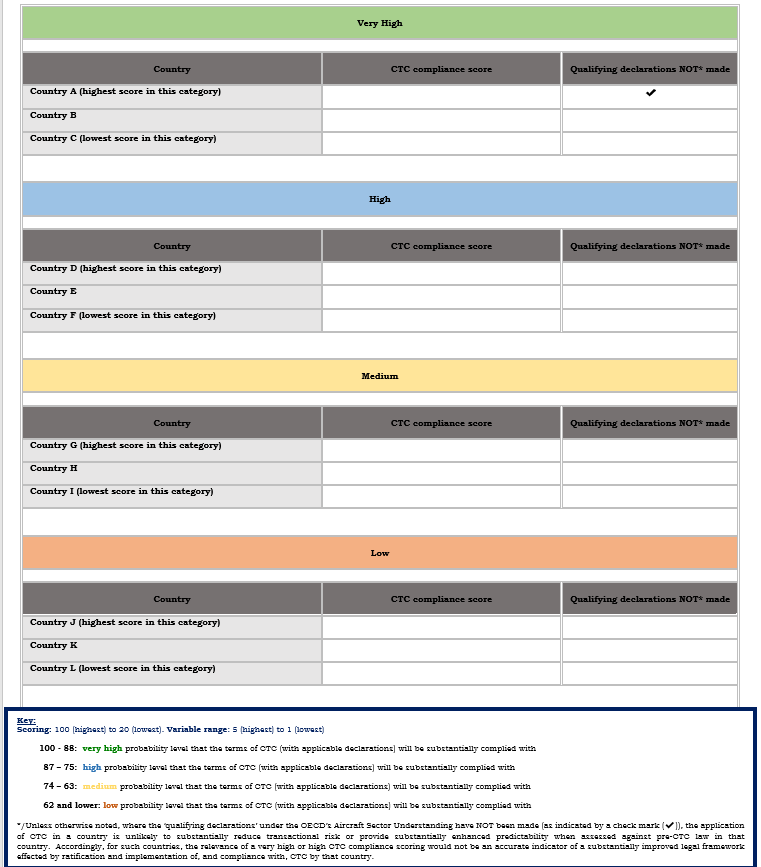 Very High
Country CTC compliance score Qualifying declarations NOT* made
Country A (highest score in this category) ✔
Country B
Country C (lowest score in this category)
High
Country CTC compliance score Qualifying declarations NOT* made
Country D (highest score in this category)
Country E
Country F (lowest score in this category)
Medium
Country CTC compliance score Qualifying declarations NOT* made
Country G (highest score in this category)
Country H
Country I (lowest score in this category)
Low
Country CTC compliance score Qualifying declarations NOT* made
Country J (highest score in this category)
Country K
Country L (lowest score in this category)
Key:
Scoring: 100 (highest) to 20 (lowest). Variable range: 5 (highest) to 1 (lowest)
100 - 88: very high probability level that the terms of CTC (with applicable declarations) will be substantially complied with
87 – 75: high probability level that the terms of CTC (with applicable declarations) will be substantially complied with
74 – 63: medium probability level that the terms of CTC (with applicable declarations) will be substantially complied with
62 and lower: low probability level that the terms of CTC (with applicable declarations) will be substantially complied with
*/Unless otherwise noted, where the 'qualifying declarations' under the OECD's Aircraft Sector Understanding have NOT been made (as indicated by a check mark (✔)), the application
of CTC in a country is unlikely to substantially reduce transactional risk or provide substantially enhanced predictability when assessed against pre-CTC law in that
country. Accordingly, for such countries, the relevance of a very high or high CTC compliance scoring would not be an accurate indicator of a substantially improved legal framework
effected by ratification and implementation of, and compliance with, CTC by that country.